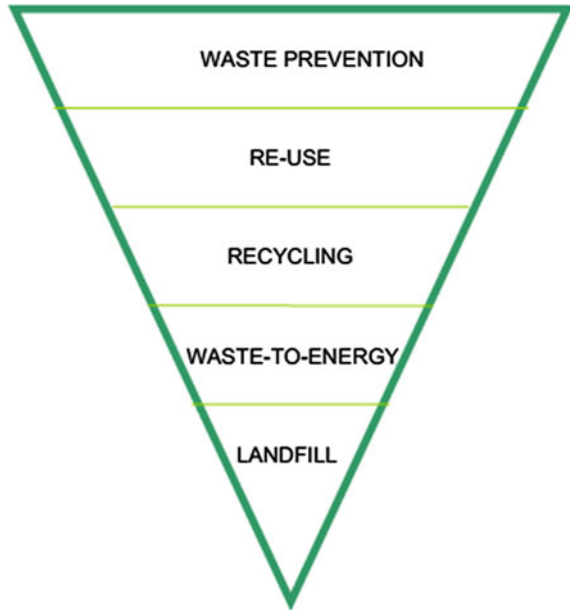 WASTE PREVENTION
RE-USE
RECYCLING
WASTE-TO-ENERGY
LANDFILL